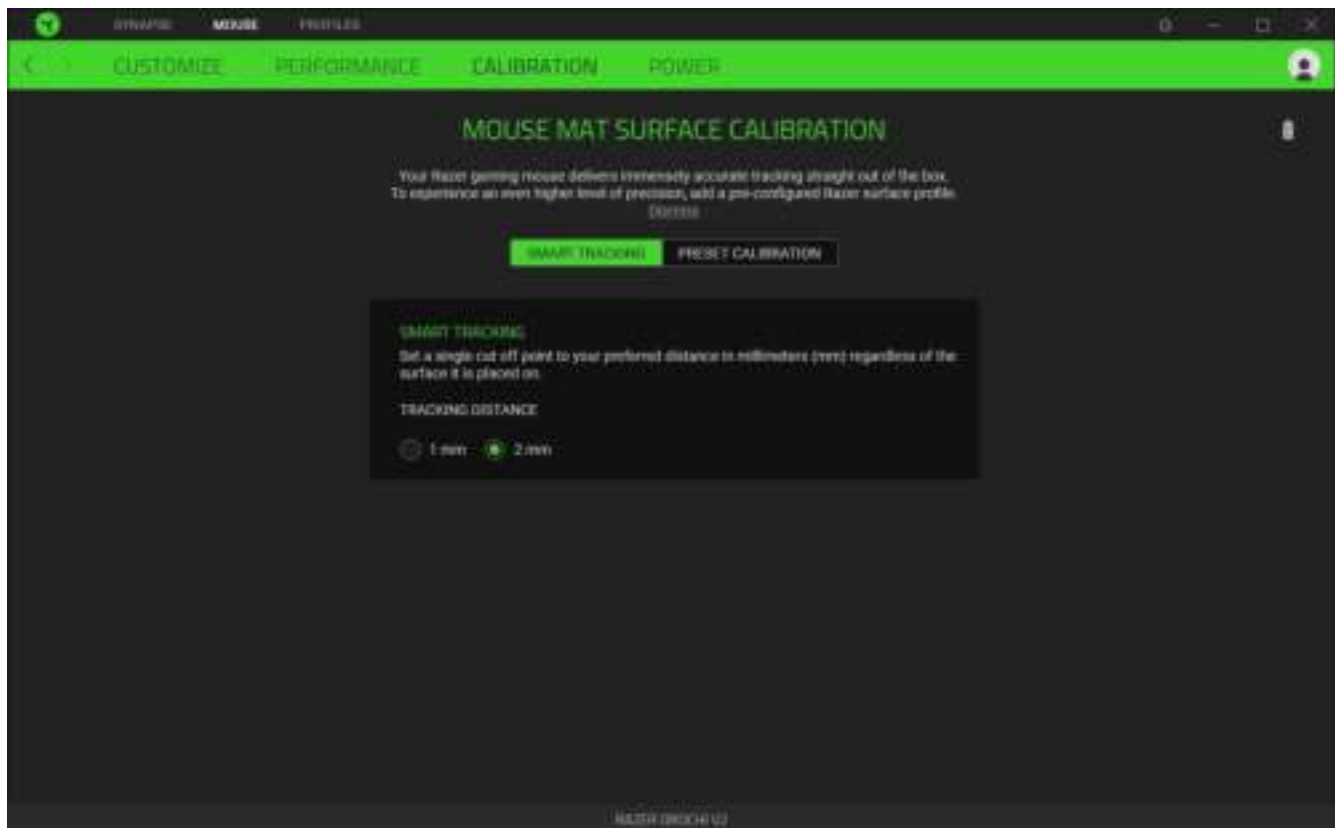 SYNAPSE MOUSE PROFILES
CUSTOMIZE PERFORMANCE CALIBRATION POWER
MOUSE MAT SURFACE CALIBRATION
Your Razer gaming mouse delivers immensely accurate tracking straight out of the box.
To experience an even higher level of precision, add a pre-configured Razer surface profile.
Dismiss
SMART TRACKING PRESET CALIBRATION
SMART TRACKING
Set a single cut off point to your preferred distance in millimeters (mm) regardless of the
surface it is placed on.
TRACKING DISTANCE
1 mm 2 mm
RAZER OROCHI V2